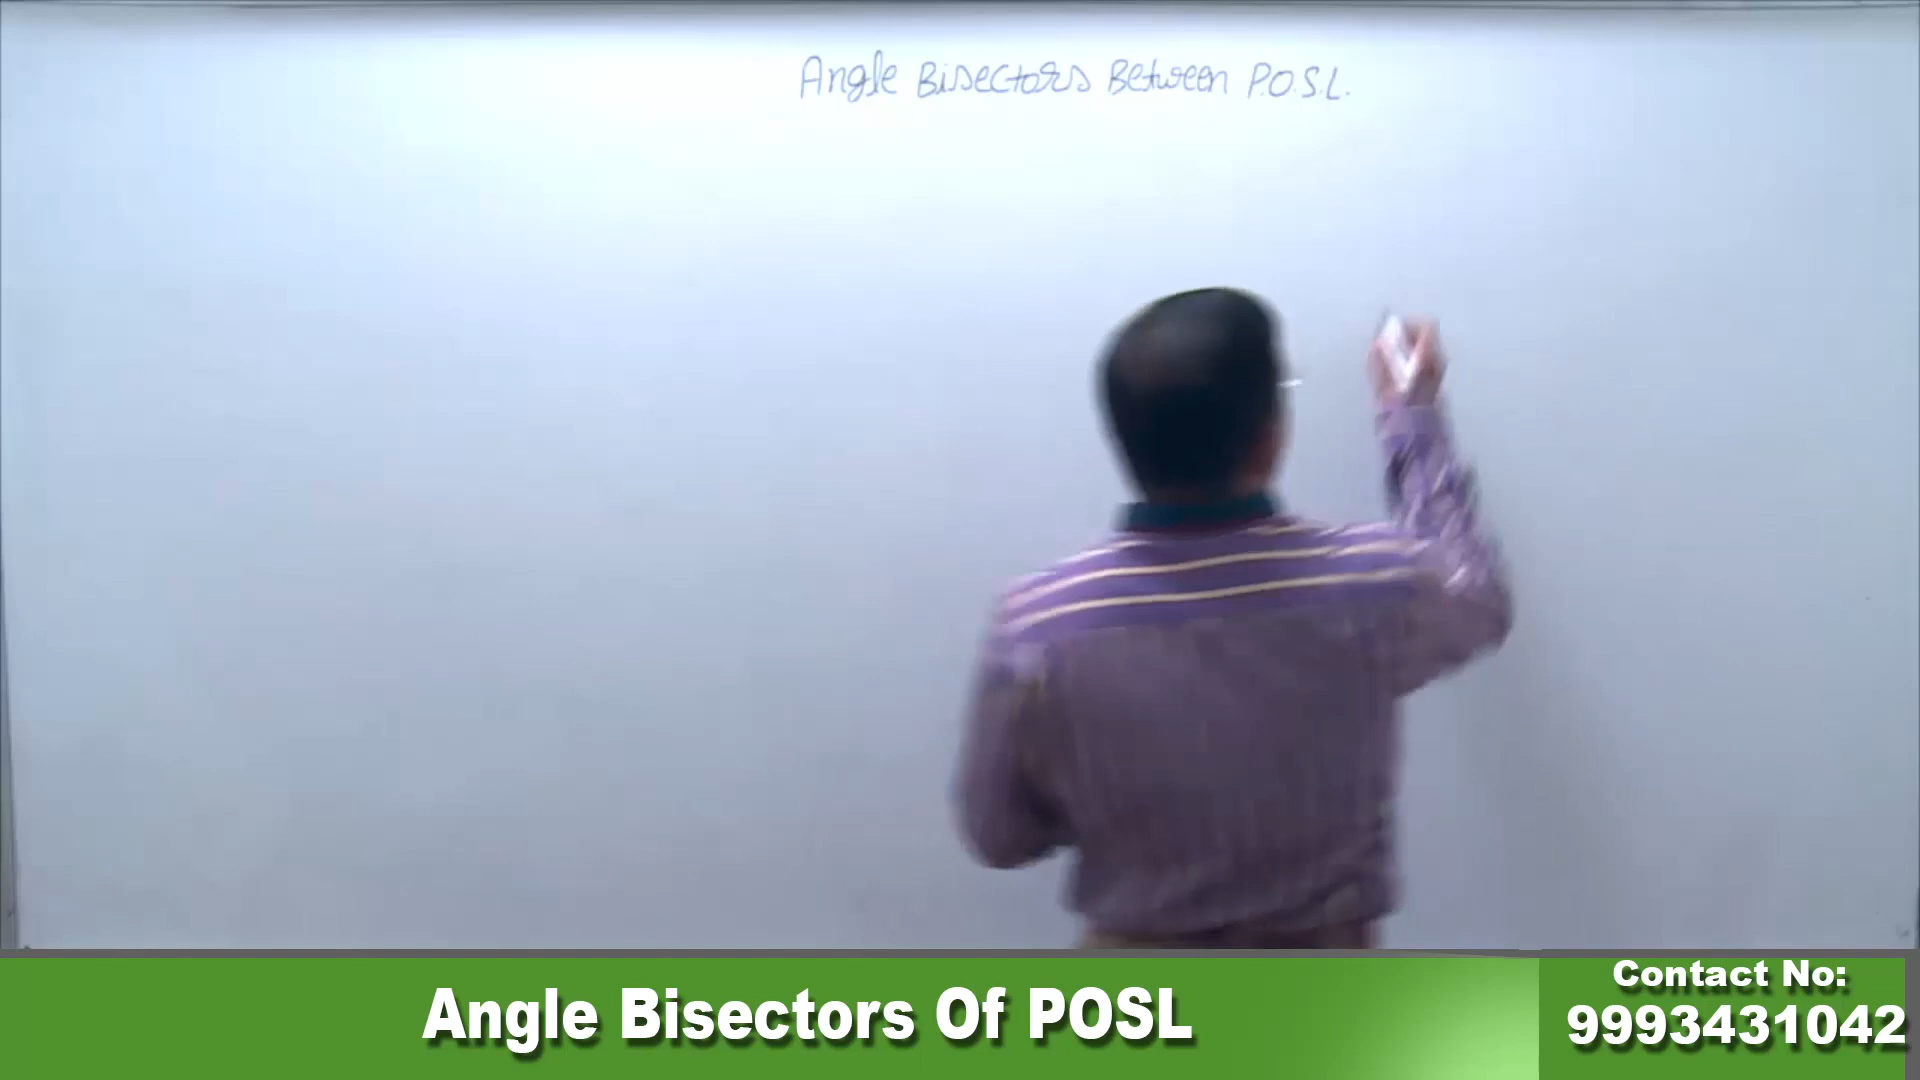 Angle Bisectors Between P.O.S.L.
Angle Bisectors Of POSL
Contact No:
9993431042